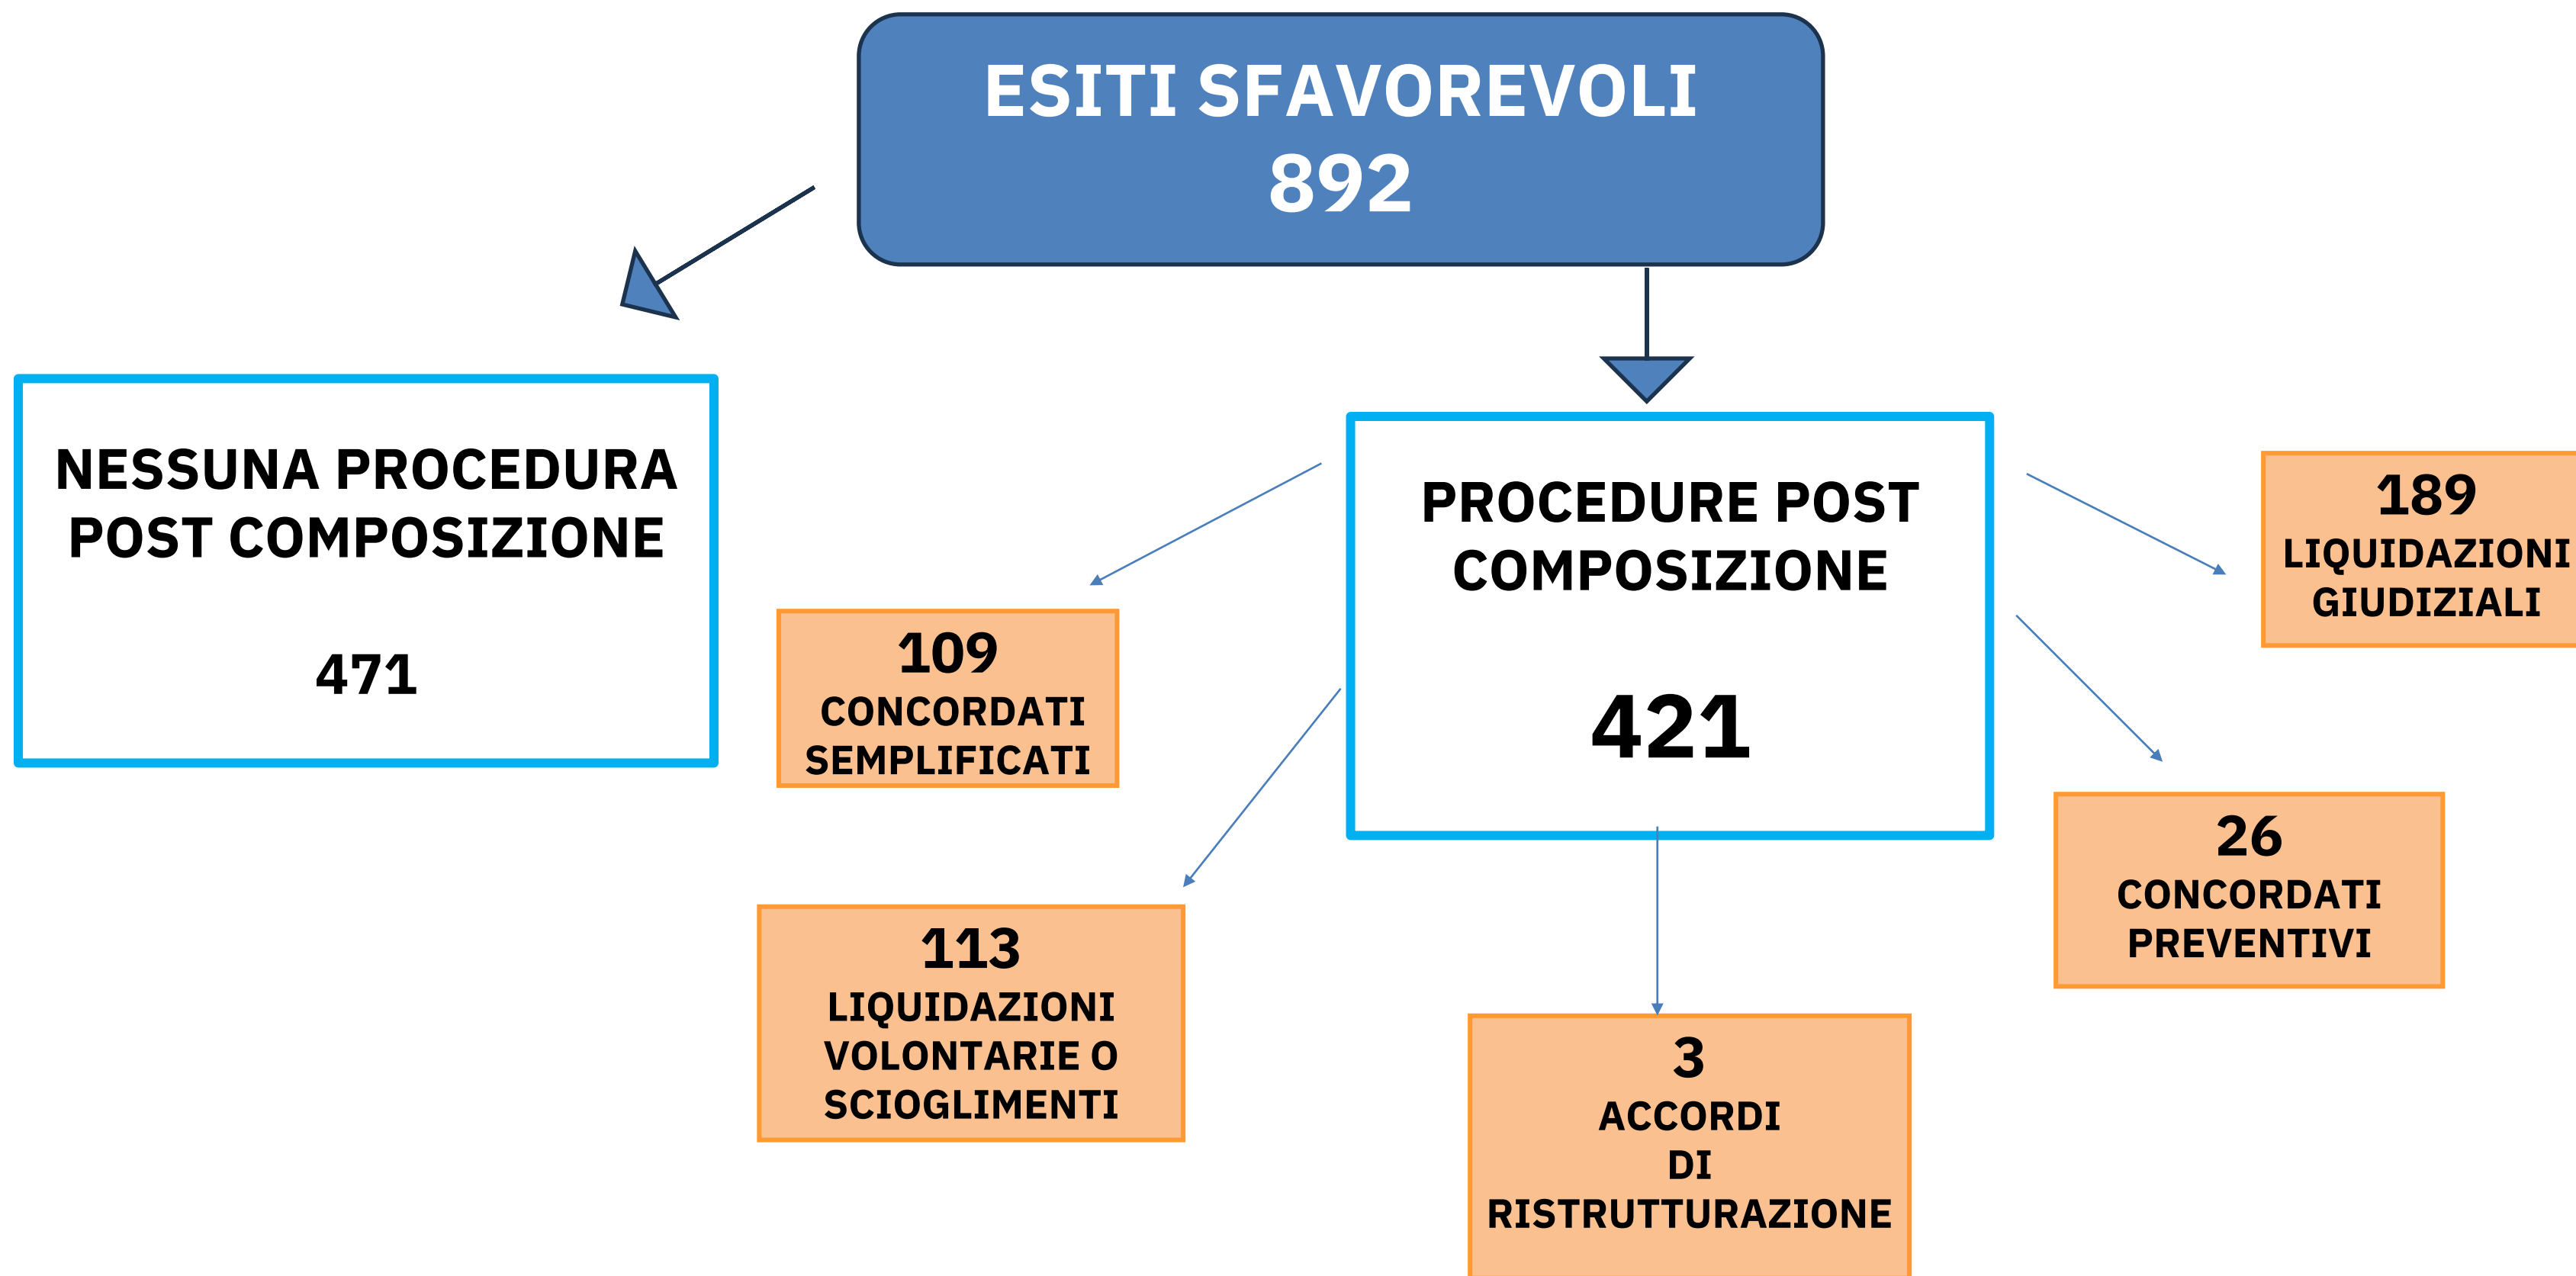 ESITI SFAVOREVOLI
892
NESSUNA PROCEDURA
POST COMPOSIZIONE
471
PROCEDURE POST
COMPOSIZIONE
421
109
CONCORDATI
SEMPLIFICATI
113
LIQUIDAZIONI
VOLONTARIE O
SCIOGLIMENTI
3
ACCORDI
DI
RISTRUTTURAZIONE
189
LIQUIDAZIONI
GIUDIZIALI
26
CONCORDATI
PREVENTIVI